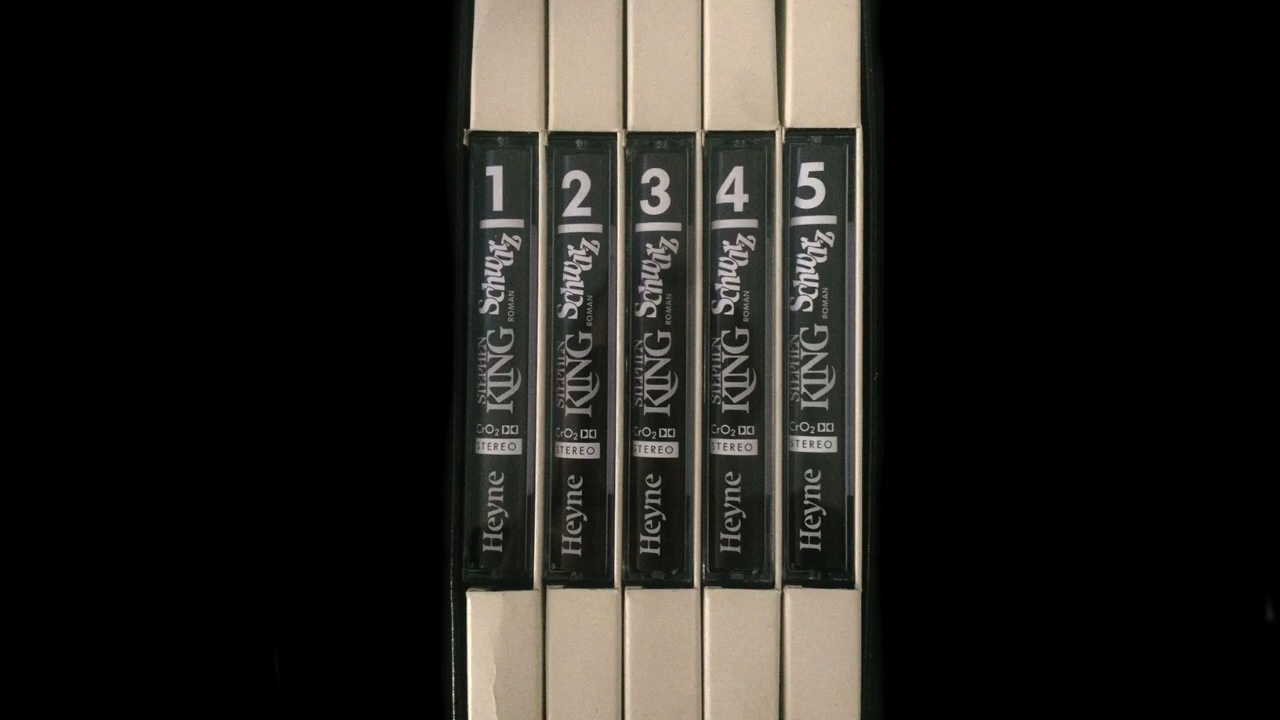 1
Schwarz
ROMAN
STEPHEN
KING
CrO2
STEREO
Heyne
2
Schwarz
ROMAN
STEPHEN
KING
CrO2
STEREO
Heyne
3
Schwarz
ROMAN
STEPHEN
KING
CrO2
STEREO
Heyne
4
Schwarz
ROMAN
STEPHEN
KING
CrO2
STEREO
Heyne
5
Schwarz
ROMAN
STEPHEN
KING
CrO2
STEREO
Heyne